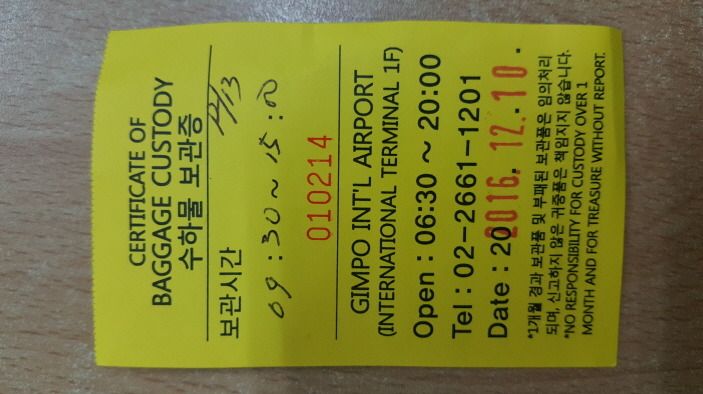 CERTIFICATE OF
BAGGAGE CUSTODY
수하물 보관증
12/13
보관시간
09:30~15:00
010214
GIMPO INT'L AIRPORT
(INTERNATIONAL TERMINAL 1F)
Open : 06:30 ~ 20:00
Tel : 02-2661-1201
Date : 20 2016.12.10.
*1개월 경과 보관품 및 부패된 보관품은 임의처리
되며, 신고하지 않은 귀중품은 책임지지 않습니다.
*NO RESPONSIBILITY FOR CUSTODY OVER 1
MONTH AND FOR TREASURE WITHOUT REPORT.